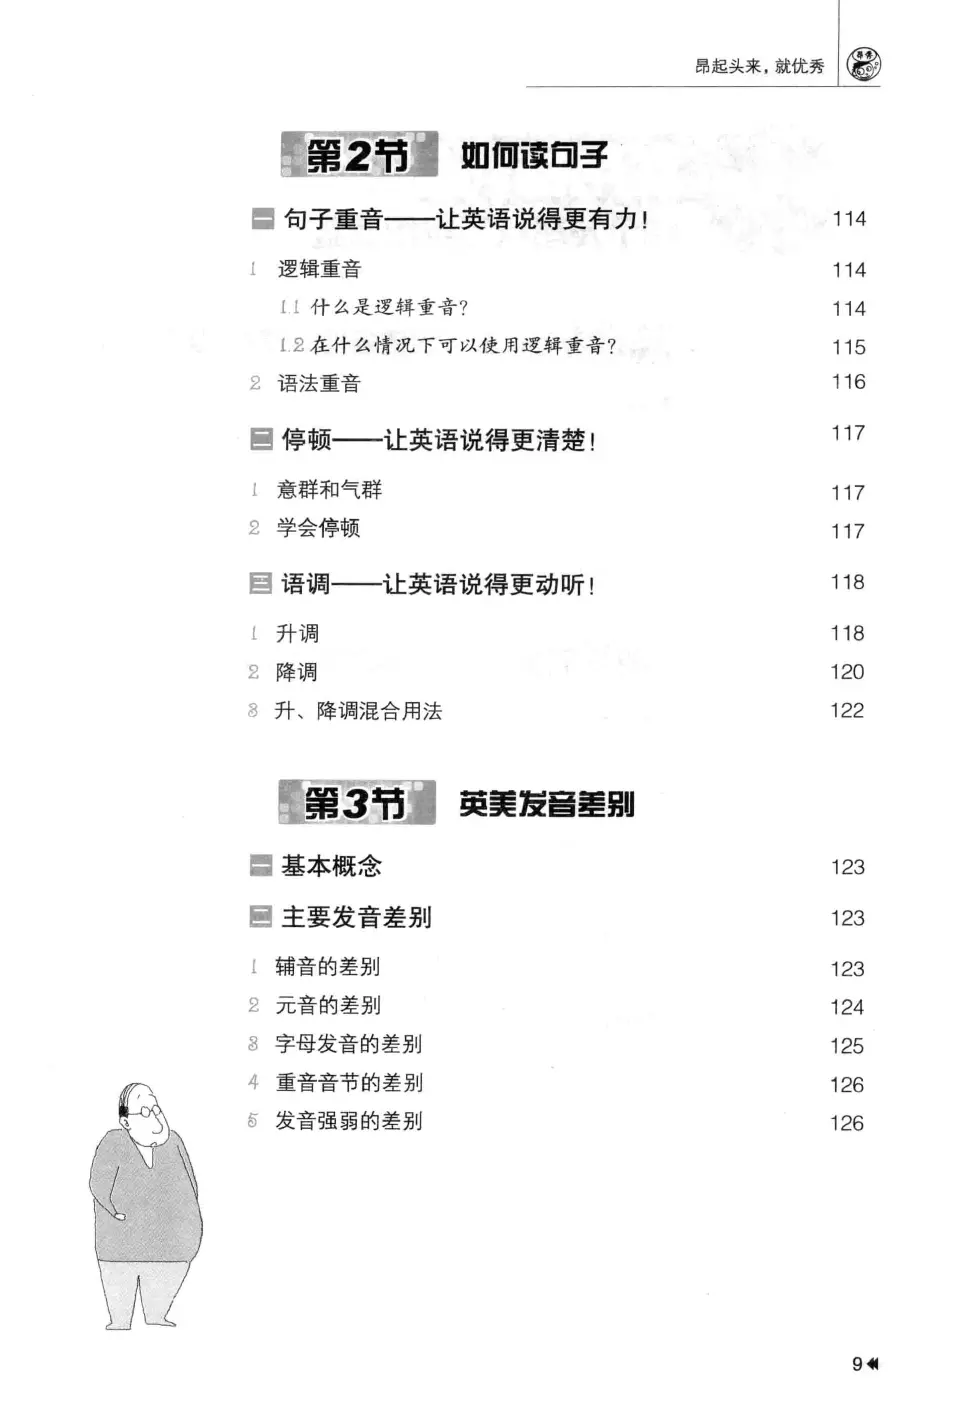 昂起头来，就优秀
昂秀
第2节 如何读句子
一 句子重音——让英语说得更有力！ 114
1 逻辑重音 114
1.1 什么是逻辑重音？ 114
1.2 在什么情况下可以使用逻辑重音？ 115
2 语法重音 116
二 停顿——让英语说得更清楚！ 117
1 意群和气群 117
2 学会停顿 117
三 语调——让英语说得更动听！ 118
1 升调 118
2 降调 120
3 升、降调混合用法 122
第3节 英美发音差别
一 基本概念 123
二 主要发音差别 123
1 辅音的差别 123
2 元音的差别 124
3 字母发音的差别 125
4 重音音节的差别 126
5 发音强弱的差别 126
9